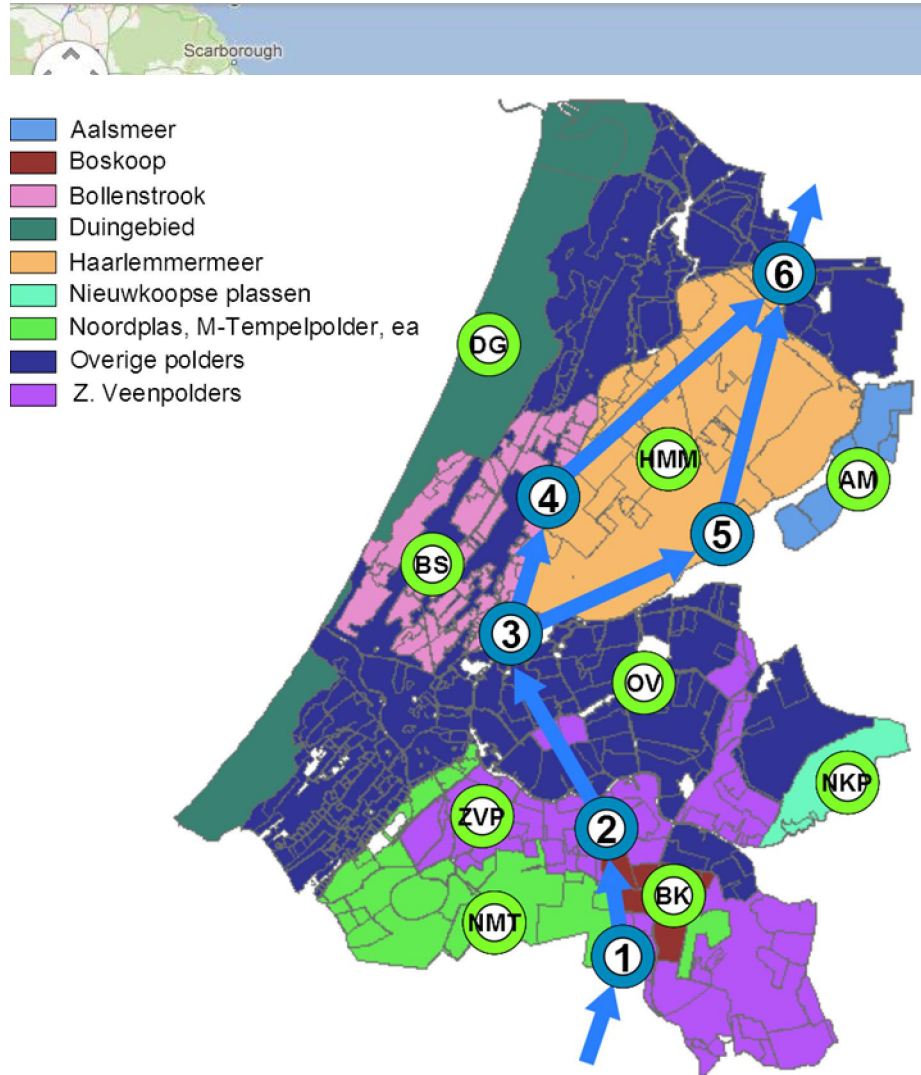 Scarborough
Aalsmeer
Boskoop
Bollenstrook
Duingebied
Haarlemmermeer
Nieuwkoopse plassen
Noordplas, M-Tempelpolder, ea
Overige polders
Z. Veenpolders
6
DG
HMM
AM
4
5
BS
3
OV
NKP
ZVP
2
BK
NMT
1